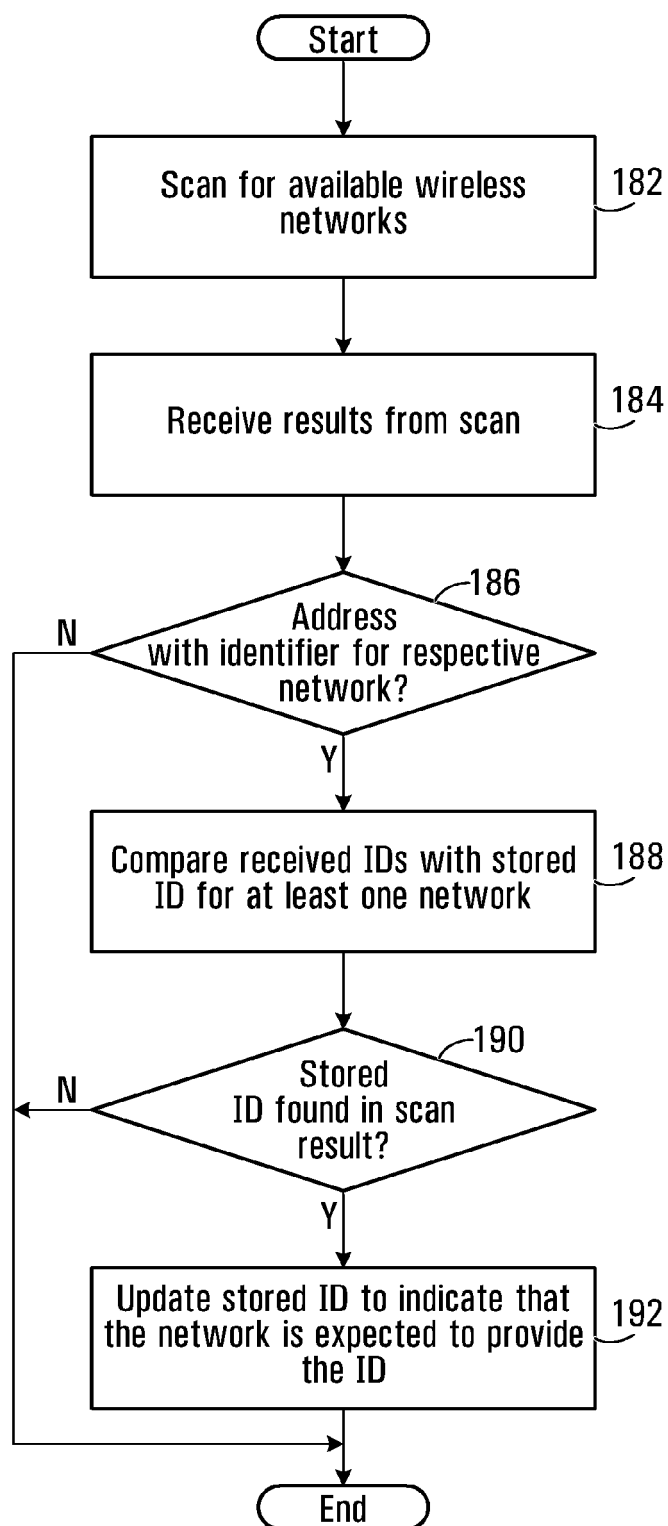 Start
Scan for available wireless
networks
182
Receive results from scan
184
186
Address
with identifier for respective
network?
N
Y
Compare received IDs with stored
ID for at least one network
188
190
Stored
ID found in scan
result?
N
Y
Update stored ID to indicate that
the network is expected to provide
the ID
192
End